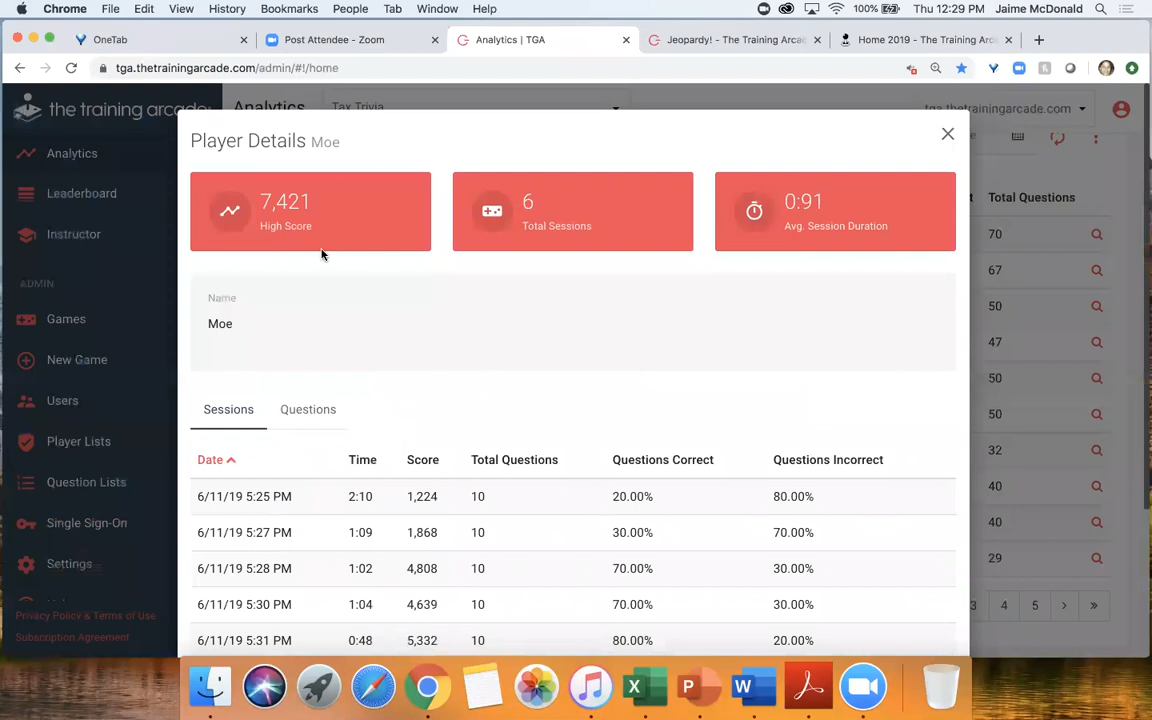 Chrome File Edit View History Bookmarks People Tab Window Help 100% Thu 12:29 PM Jaime McDonald
OneTab Post Attendee - Zoom Analytics | TGA Jeopardy! - The Training Arca Home 2019 - The Training Arc
tga.thetrainingarcade.com/admin/#!/home
the training arcade Analytics Tax Trivia tga.thetrainingarcade.com
Player Details Moe
Analytics
7,421
High Score
6
Total Sessions
0:91
Avg. Session Duration
Leaderboard
Total Questions
Instructor
70
67
ADMIN
Name
Games
Moe
50
47
New Game
50
Users
Sessions Questions
50
Player Lists
Date Time Score Total Questions Questions Correct Questions Incorrect
32
Question Lists
6/11/19 5:25 PM 2:10 1,224 10 20.00% 80.00%
40
Single Sign-On
6/11/19 5:27 PM 1:09 1,868 10 30.00% 70.00%
40
Settings
6/11/19 5:28 PM 1:02 4,808 10 70.00% 30.00%
29
6/11/19 5:30 PM 1:04 4,639 10 70.00% 30.00%
3 4 5 › »
Privacy Policy & Terms of Use
Subscription Agreement
6/11/19 5:31 PM 0:48 5,332 10 80.00% 20.00%